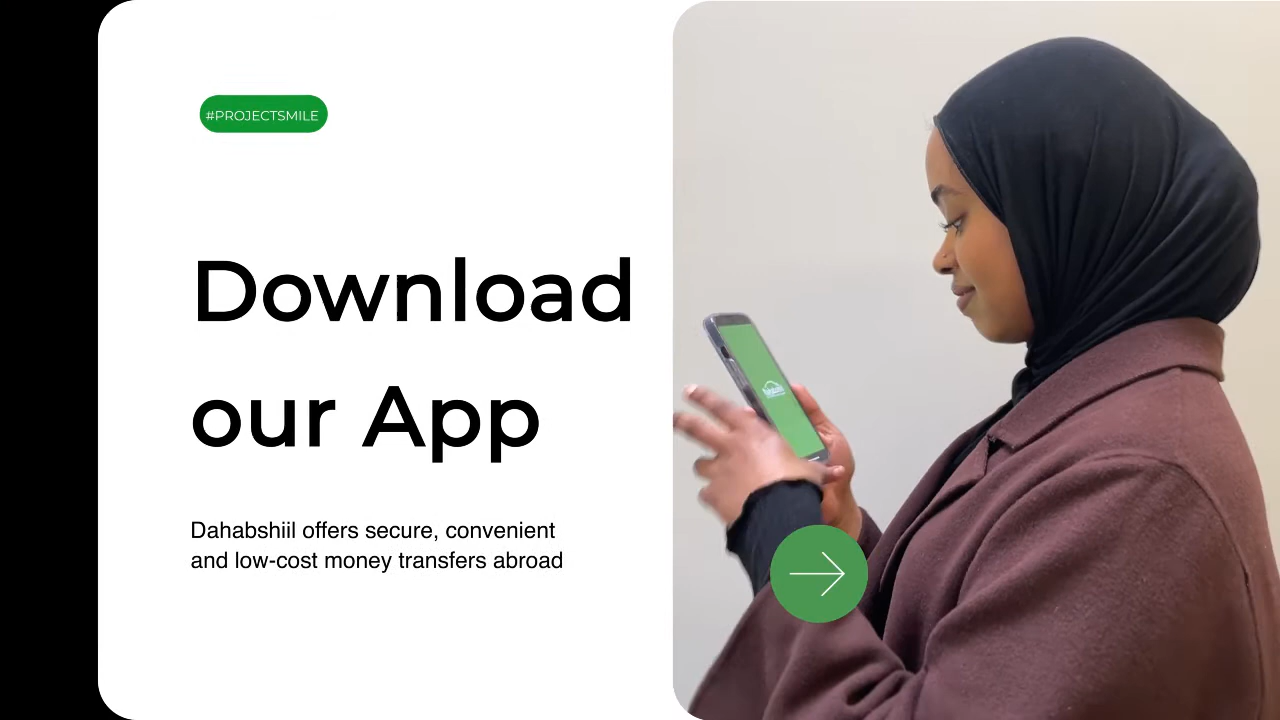 #PROJECTSMILE
Download
our App
Dahabshiil offers secure, convenient
and low-cost money transfers abroad